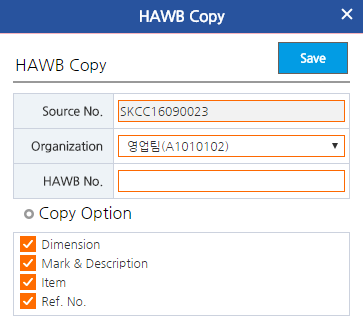 HAWB Copy
HAWB Copy
Save
Source No. SKCC16090023
Organization 영업팀(A1010102)
HAWB No.
Copy Option
Dimension
Mark & Description
Item
Ref. No.